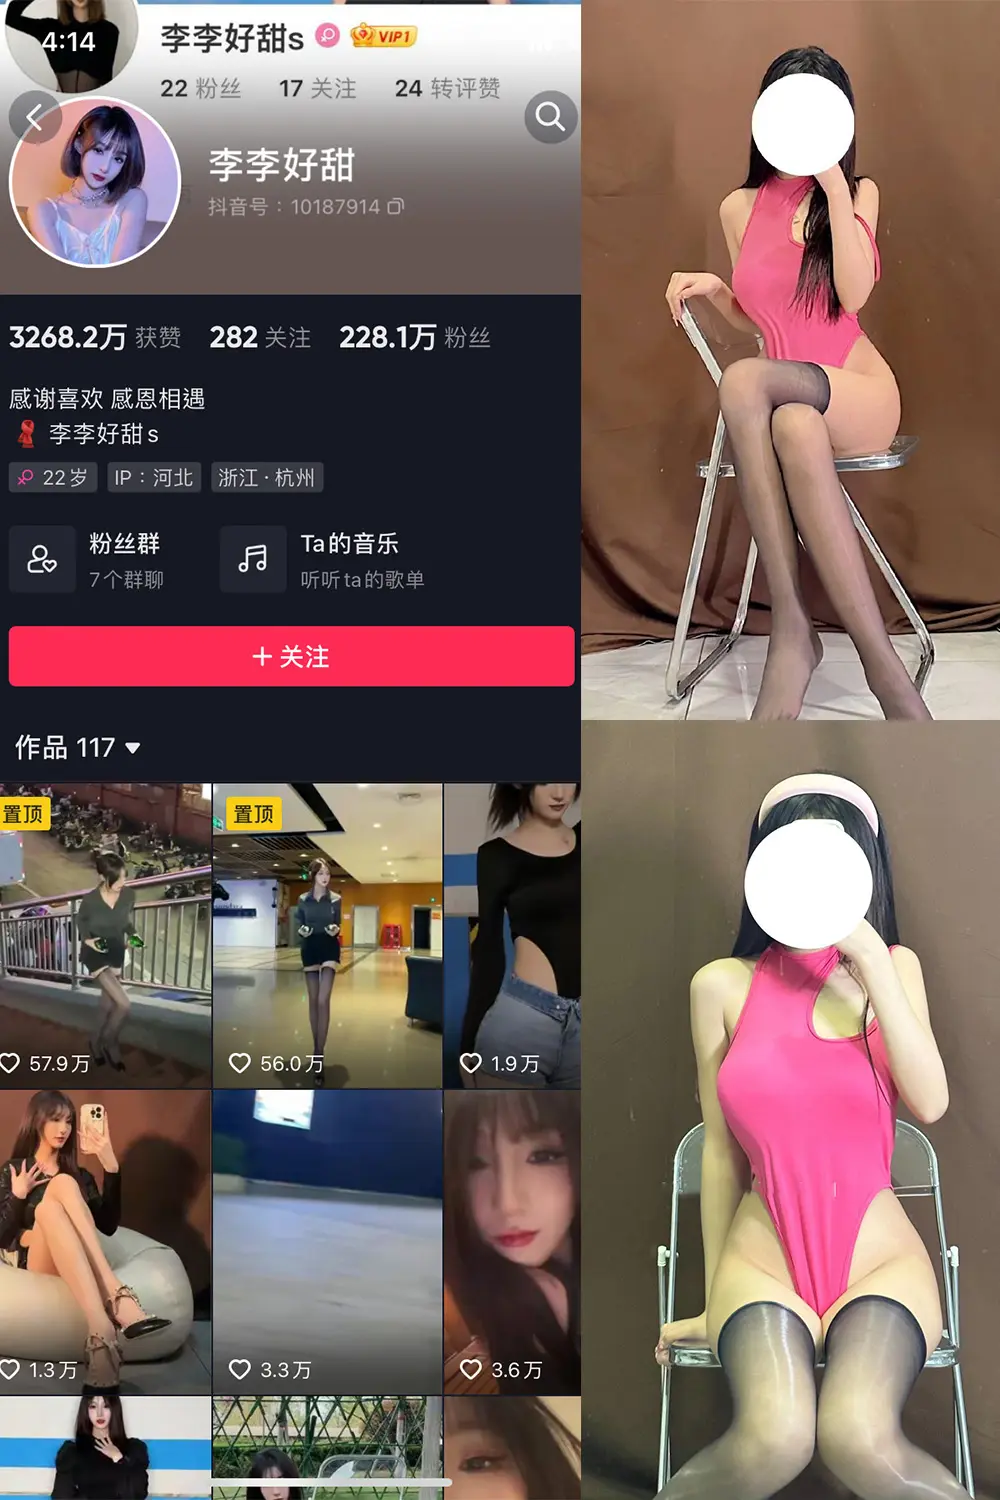 李李好甜s VIP1
4:14
22 粉丝 17 关注 24 转评赞
李李好甜
抖音号：10187914
3268.2万 获赞 282 关注 228.1万 粉丝
感谢喜欢 感恩相遇
李李好甜s
22岁 IP：河北 浙江·杭州
粉丝群
7个群聊
Ta的音乐
听听ta的歌单
+ 关注
作品 117
置顶
置顶
57.9万
56.0万
1.9万
1.3万
3.3万
3.6万